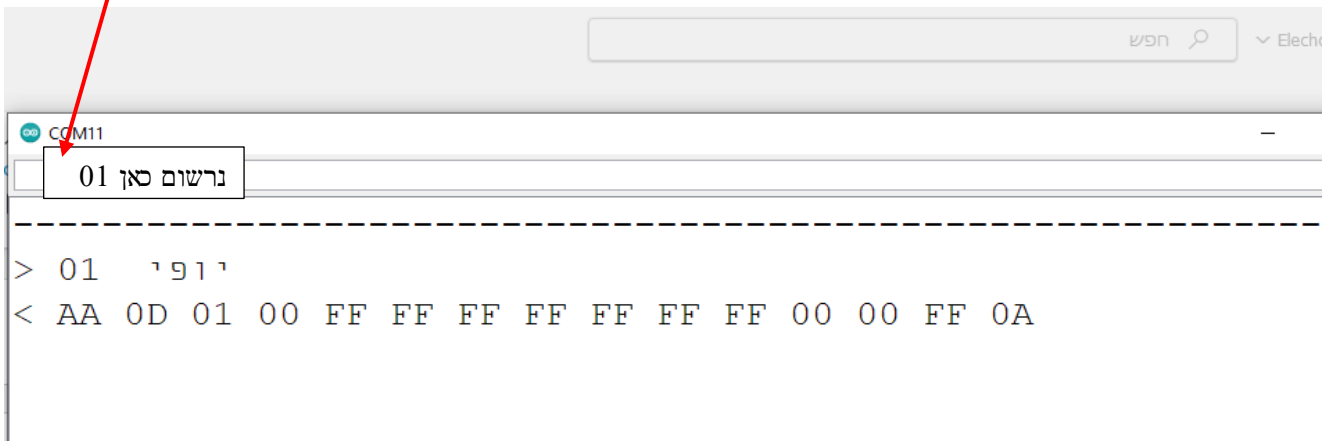 חפש
Elech
COM11
נרשום כאן 01
> 01 יופי
< AA 0D 01 00 FF FF FF FF FF FF FF 00 00 FF 0A